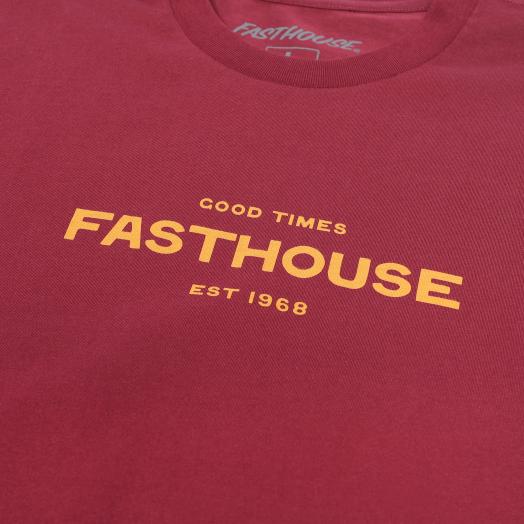 FASTHOUSE
L
GOOD TIMES
FASTHOUSE
EST 1968